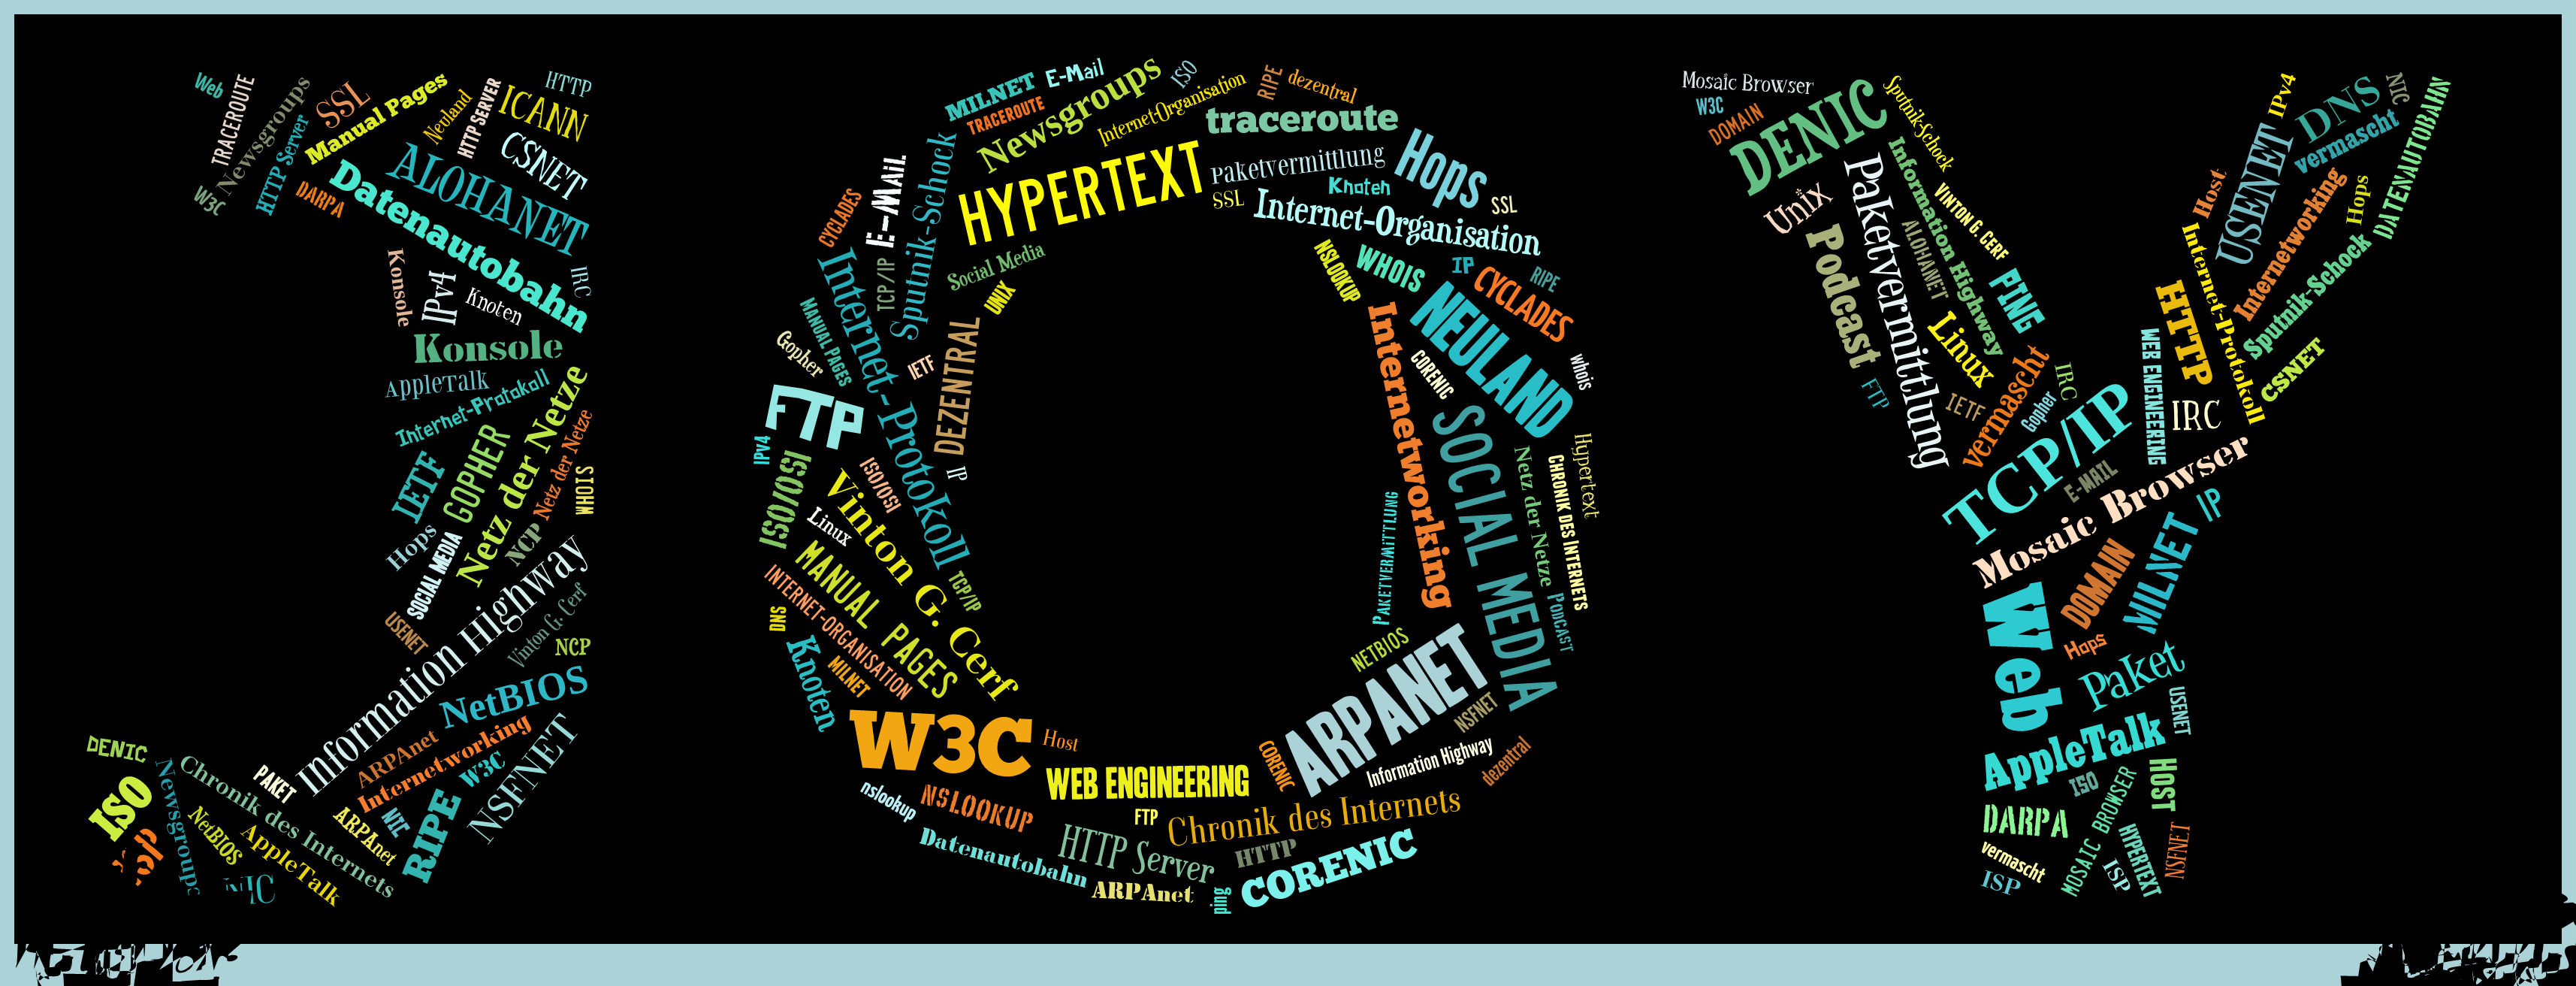 Web
TRACEROUTE
Newsgroups
W3C
HTTP Server
SSL
Manual Pages
DARPA
Neuland
HTTP SERVER
HTTP
ICANN
CSNET
ALOHANET
Datenautobahn
IRC
Konsole
IPv4
Knoten
Konsole
AppleTalk
Internet-Protokoll
Netz der Netze
Netz der Netze
WHOIS
IETF
GOPHER
NCP
Hops
SOCIAL MEDIA
USENET
Information Highway
Vinton G. Cerf
NCP
NetBIOS
ARPAnet
Internetworking
W3C
NSFNET
RIPE
NIC
ARPAnet
PAKET
Chronik des Internets
DENIC
ISO
Newsgroups
NetBIOS
AppleTalk
NIC
MILNET
E-Mail
TRACEROUTE
Newsgroups
ISO
Internet-Organisation
RIPE
dezentral
traceroute
HYPERTEXT
Paketvermittlung
SSL
Knoten
Hops
SSL
Internet-Organisation
CYCLADES
E-MAIL
Sputnik-Schock
TCP/IP
Social Media
UNIX
Internet-Protokoll
MANUAL PAGES
Gopher
IETF
DEZENTRAL
FTP
IPv4
ISO/OSI
ISO/OSI
IP
Vinton G. Cerf
Linux
MANUAL PAGES
INTERNET-ORGANISATION
TCP/IP
DNS
Knoten
MILNET
W3C
Host
nslookup
NSLOOKUP
WEB ENGINEERING
FTP
Datenautobahn
HTTP Server
ARPAnet
ping
HTTP
CORENIC
Chronik des Internets
CORENIC
ARPANET
NETBIOS
NSFNET
Information Highway
dezentral
NSLOOKUP
WHOIS
IP
CYCLADES
RIPE
NEULAND
CORENIC
whois
Internetworking
SOCIAL MEDIA
PAKETVERMITTLUNG
Netz der Netze
CHRONIK DES INTERNETS
Hypertext
PODCAST
Mosaic Browser
W3C
DOMAIN
DENIC
Sputnik-Schock
Unix
Paketvermittlung
Information Highway
VINTON G. CERF
ALOHANET
Podcast
PING
Linux
FTP
IETF
vermascht
IRC
Gopher
TCP/IP
E-MAIL
WEB ENGINEERING
IRC
HTTP
Internet-Protokoll
Host
USENET
IPv4
DNS
NIC
vermascht
DATENAUTOBAHN
Internetworking
Hops
Sputnik-Schock
CSNET
Mosaic Browser
IP
MILNET
DOMAIN
Web
Hops
Paket
USENET
AppleTalk
ISO
HOST
DARPA
MOSAIC BROWSER
vermascht
ISP
ISP
HYPERTEXT
NSFNET